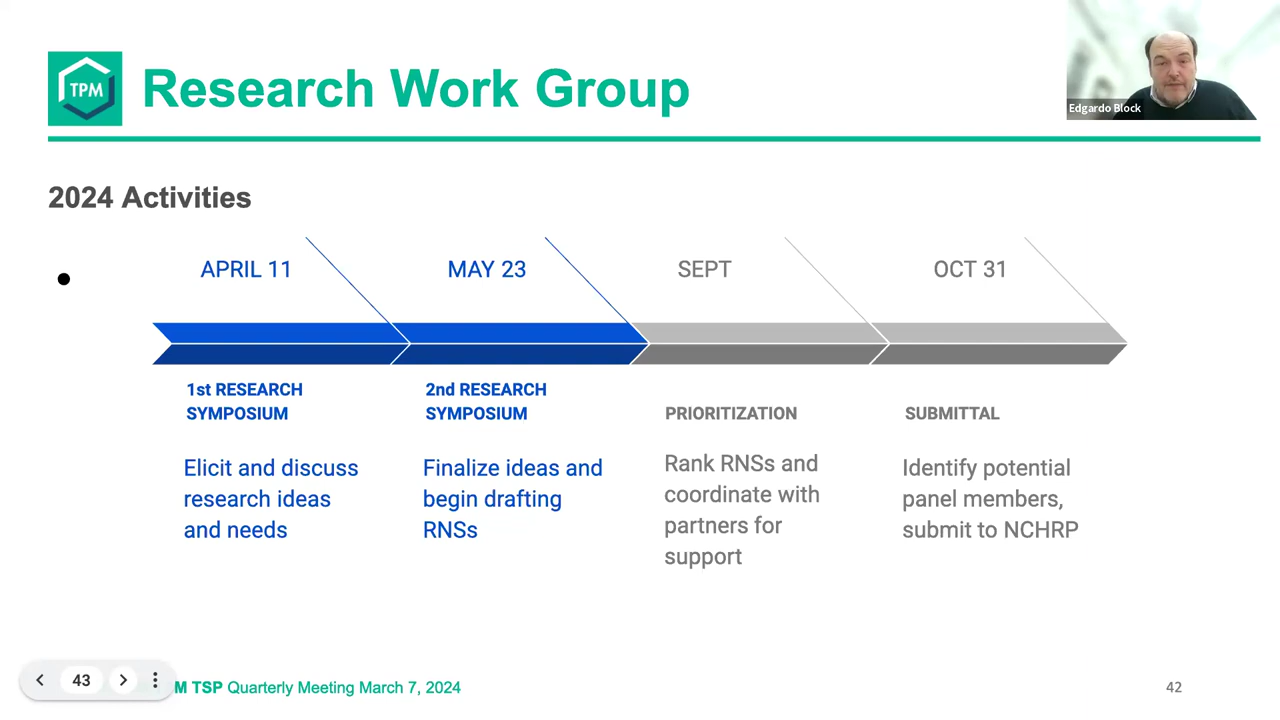 TPM
Research Work Group
Edgardo Block
2024 Activities
APRIL 11
MAY 23
SEPT
OCT 31
1st RESEARCH
SYMPOSIUM
2nd RESEARCH
SYMPOSIUM
PRIORITIZATION
SUBMITTAL
Elicit and discuss
research ideas
and needs
Finalize ideas and
begin drafting
RNSs
Rank RNSs and
coordinate with
partners for
support
Identify potential
panel members,
submit to NCHRP
43
M TSP Quarterly Meeting March 7, 2024
42